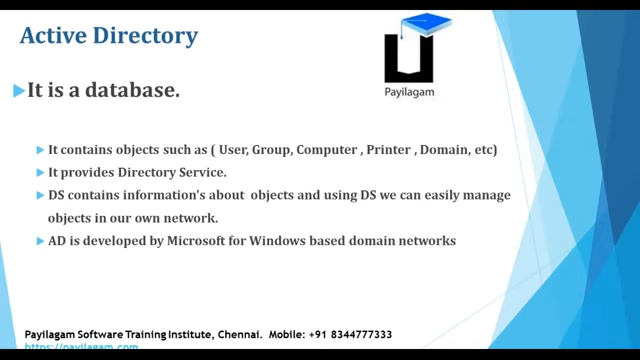 Active Directory
Payilagam
It is a database.
It contains objects such as ( User, Group, Computer , Printer , Domain, etc)
It provides Directory Service.
DS contains information's about objects and using DS we can easily manage
objects in our own network.
AD is developed by Microsoft for Windows based domain networks
Payilagam Software Training Institute, Chennai. Mobile: +91 8344777333
https://payilagam.com